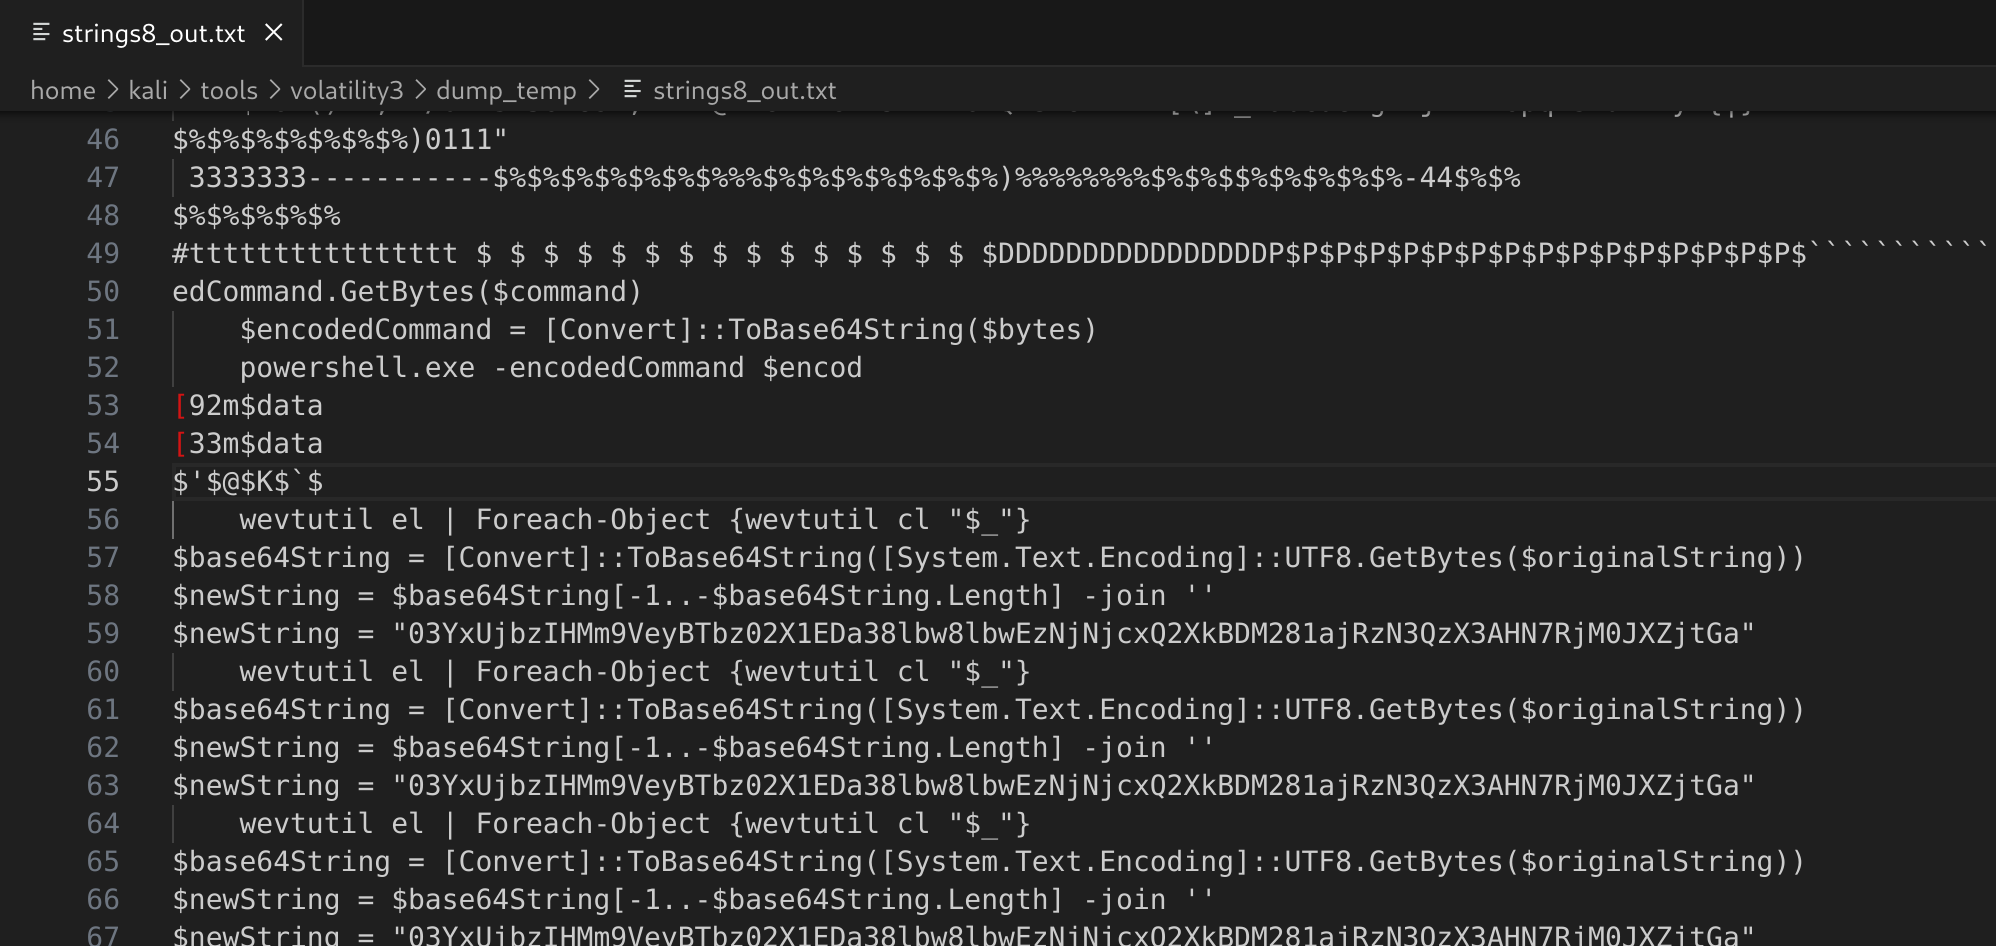 strings8_out.txt
home > kali > tools > volatility3 > dump_temp > strings8_out.txt
46 $%$%$%$%$%$%$%)0111"
47 3333333-----------$%$%$%$%$%$%$%%%$%$%$%$%$%$%$%)%%%%%%%%$%$%$$%$%$%$%$%-44$%$%
48 $%$%$%$%$%
49 #tttttttttttttttt $ $ $ $ $ $ $ $ $ $ $ $ $ $ $ $DDDDDDDDDDDDDDDDP$P$P$P$P$P$P$P$P$P$P$P$P$P$P$P$```````````
50 edCommand.GetBytes($command)
51 $encodedCommand = [Convert]::ToBase64String($bytes)
52 powershell.exe -encodedCommand $encod
53 [92m$data
54 [33m$data
55 $'$@$K$`$
56 wevtutil el | Foreach-Object {wevtutil cl "$_"}
57 $base64String = [Convert]::ToBase64String([System.Text.Encoding]::UTF8.GetBytes($originalString))
58 $newString = $base64String[-1..-$base64String.Length] -join ''
59 $newString = "03YxUjbzIHMm9VeyBTbz02X1EDa38lbw8lbwEzNjNjcxQ2XkBDM281ajRzN3QzX3AHN7RjM0JXZjtGa"
60 wevtutil el | Foreach-Object {wevtutil cl "$_"}
61 $base64String = [Convert]::ToBase64String([System.Text.Encoding]::UTF8.GetBytes($originalString))
62 $newString = $base64String[-1..-$base64String.Length] -join ''
63 $newString = "03YxUjbzIHMm9VeyBTbz02X1EDa38lbw8lbwEzNjNjcxQ2XkBDM281ajRzN3QzX3AHN7RjM0JXZjtGa"
64 wevtutil el | Foreach-Object {wevtutil cl "$_"}
65 $base64String = [Convert]::ToBase64String([System.Text.Encoding]::UTF8.GetBytes($originalString))
66 $newString = $base64String[-1..-$base64String.Length] -join ''
67 $newString = "03YxUjbzIHMm9VeyBTbz02X1EDa38lbw8lbwEzNjNjcxQ2XkBDM281ajRzN3QzX3AHN7RjM0JXZjtGa"